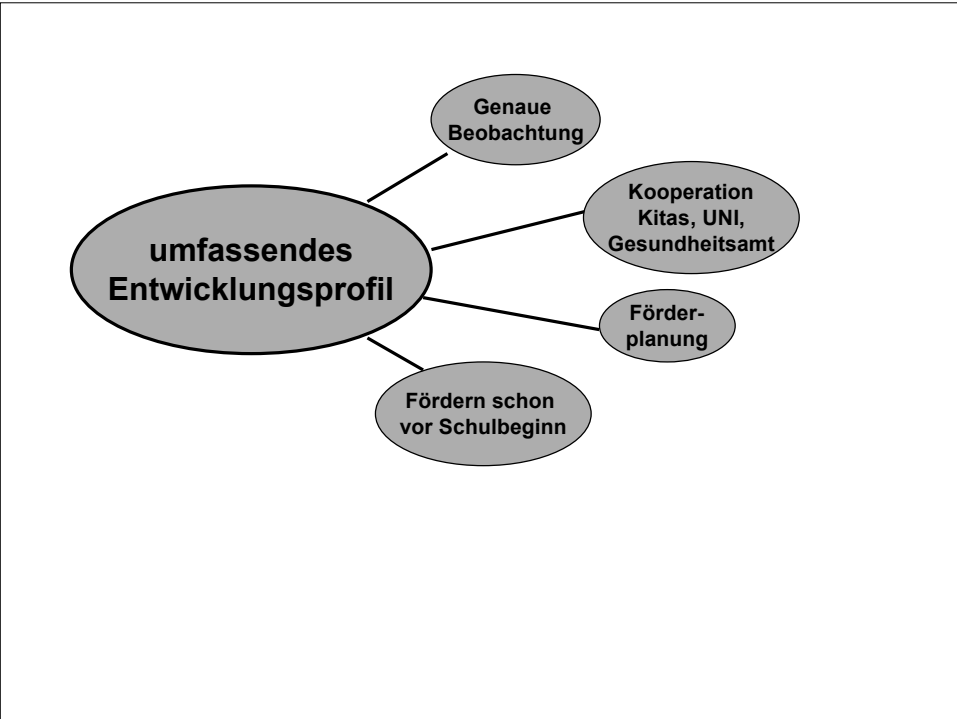 Genaue
Beobachtung
Kooperation
Kitas, UNI,
Gesundheitsamt
umfassendes
Entwicklungsprofil
Förder-
planung
Fördern schon
vor Schulbeginn